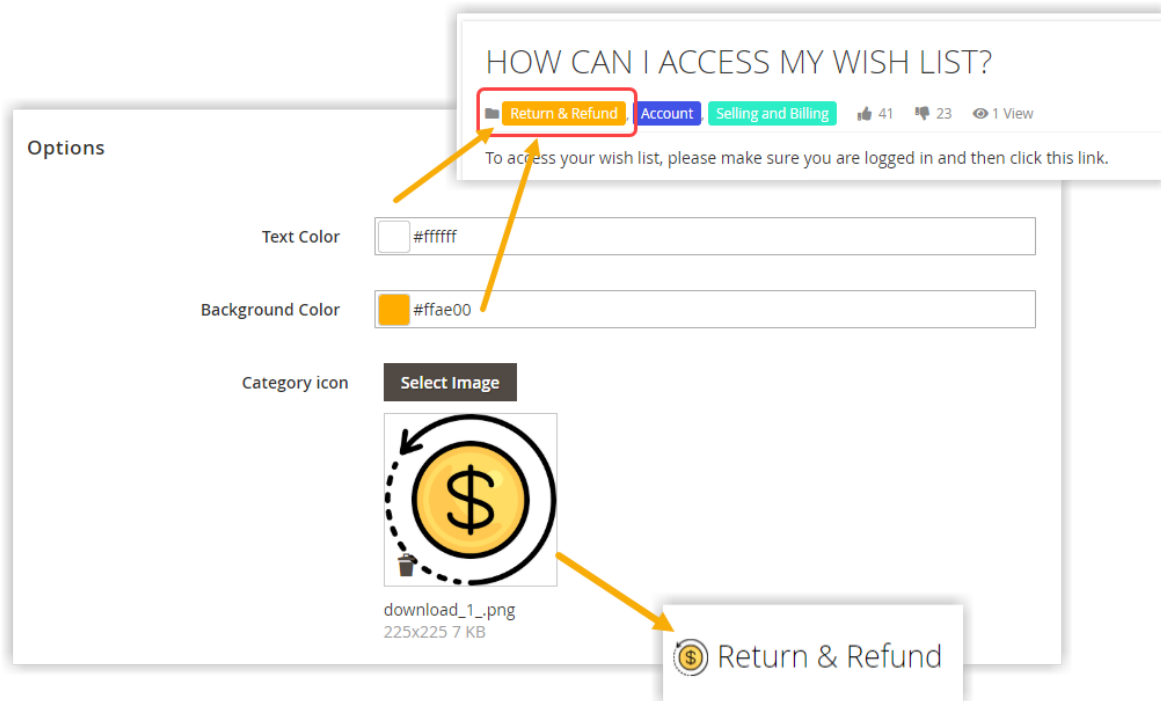 HOW CAN I ACCESS MY WISH LIST?
Return & Refund, Account, Selling and Billing 41 23 1 View
To access your wish list, please make sure you are logged in and then click this link.
Options
Text Color #ffffff
Background Color #ffae00
Category icon Select Image
$
download_1_.png
225x225 7 KB
$ Return & Refund